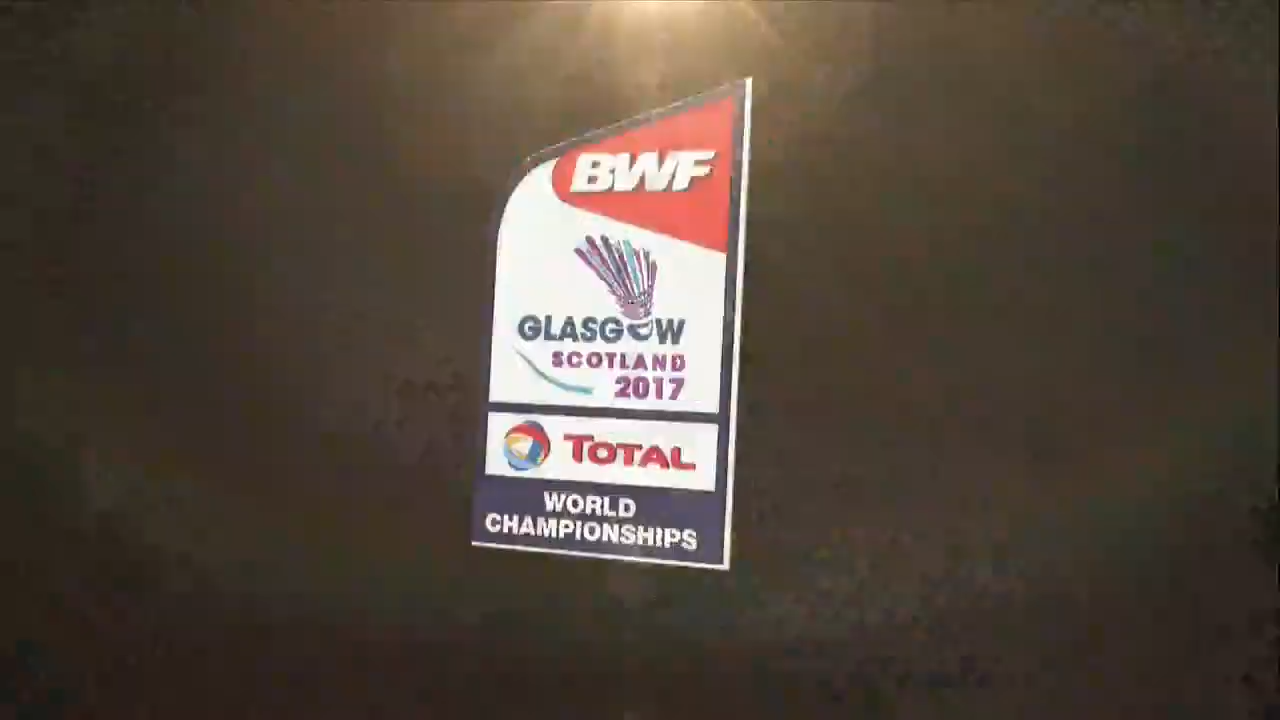 BWF
GLASGOW
SCOTLAND
2017
TOTAL
WORLD
CHAMPIONSHIPS